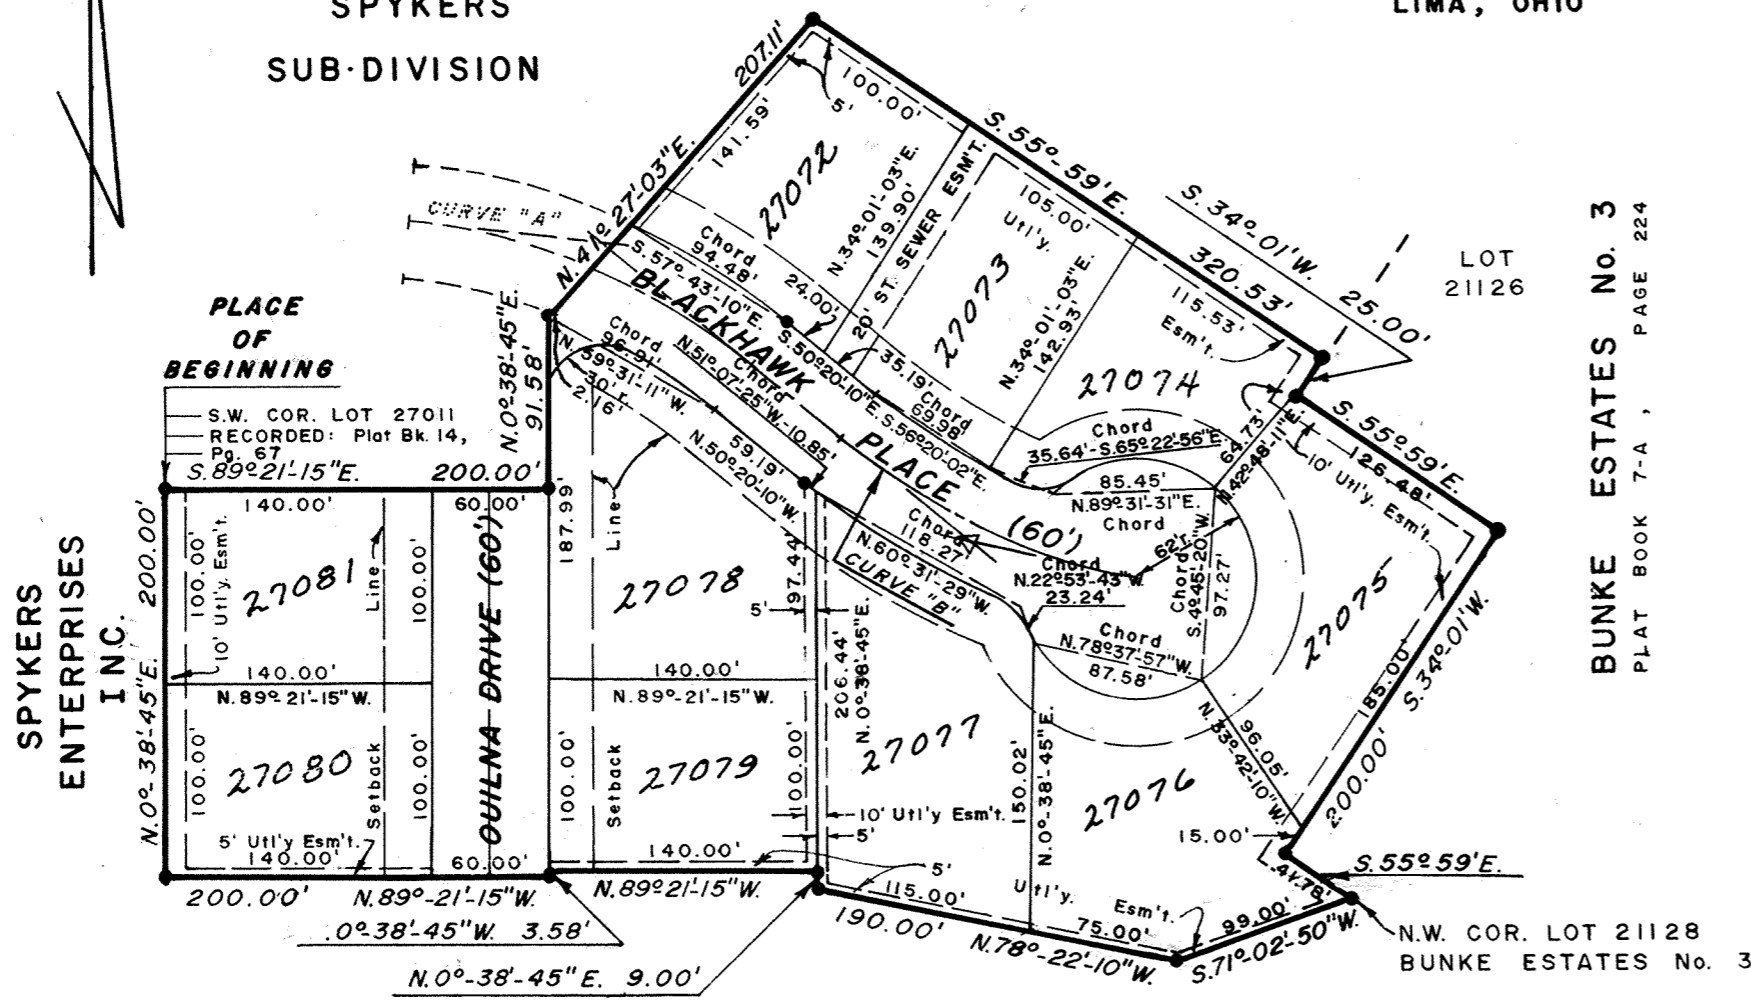 SPYKERS
SUB-DIVISION
LIMA, OHIO
207.11'
N.41°-27'-03"E.
141.59'
100.00'
5'
27072
S.55°-59'E.
320.53'
S.34°-01'W. 25.00'
CURVE "A"
Chord
94.48'
S.57°-43'-10"E.
24.00'
N.34°-01'-03"E.
139.90'
20' ST. SEWER ESM'T.
105.00'
Utl'y.
27073
N.34°-01'-03"E.
142.93'
115.53'
Esm't.
27074
LOT
21126
BUNKE ESTATES No. 3
PLAT BOOK 7-A, PAGE 224
PLACE
OF
BEGINNING
S.W. COR. LOT 27011
RECORDED: Plat Bk. 14,
Pg. 67
S.89°21'-15"E. 200.00'
N.0°-38'-45"E.
91.58'
BLACKHAWK PLACE (60')
Chord
96.91'
N.59°-31'-11"W.
30' r.
2.16'
N.51°-07'-25"W.-10.85'
Chord
S.50°20'-10"E.
35.19'
Chord
69.98'
S.56°20'-02"E.
59.19'
N.50°-20'-10"W.
Chord
35.64'-S.65°22'-56"E.
85.45'
N.89°31'-31"E.
Chord
64.73'
N.42°48'-11"E.
S.55°59'E.
126.48'
10' Utl'y. Esm't.
62'r.
Chord
118.27'
N.60°31'-29"W.
CURVE "B"
Chord
N.22°53'-43"W.
23.24'
Chord
S.4°45'-20"W.
97.27'
Chord
N.78°37'-57"W.
87.58'
27075
185.00'
S.34°-01'W.
200.00'
SPYKERS
ENTERPRISES
INC.
N.0°-38'-45"E. 200.00'
140.00'
60.00'
100.00'
10' Utl'y. Esm't.
27081
Line
100.00'
140.00'
N.89°-21'-15"W.
QUILNA DRIVE (60')
187.99'
Line
27078
5'
97.44'
140.00'
N.89°-21'-15"W.
206.44'
N.0°-38'-45"E.
100.00'
27080
Setback
100.00'
5' Utl'y Esm't.
140.00'
60.00'
100.00'
Setback
27079
100.00'
140.00'
10' Utl'y Esm't.
5'
5'
27077
150.02'
N.0°-38'-45"E.
27076
96.05'
N.33°-42'-10"W.
15.00'
S.55°59'E.
41.78'
200.00' N.89°-21'-15"W.
N.89°21'-15"W.
115.00'
Utl'y. Esm't.
75.00'
99.00'
190.00' N.78°-22'-10"W.
S.71°-02'-50"W.
.0°-38'-45"W. 3.58'
N.0°-38'-45"E. 9.00'
N.W. COR. LOT 21128
BUNKE ESTATES No. 3